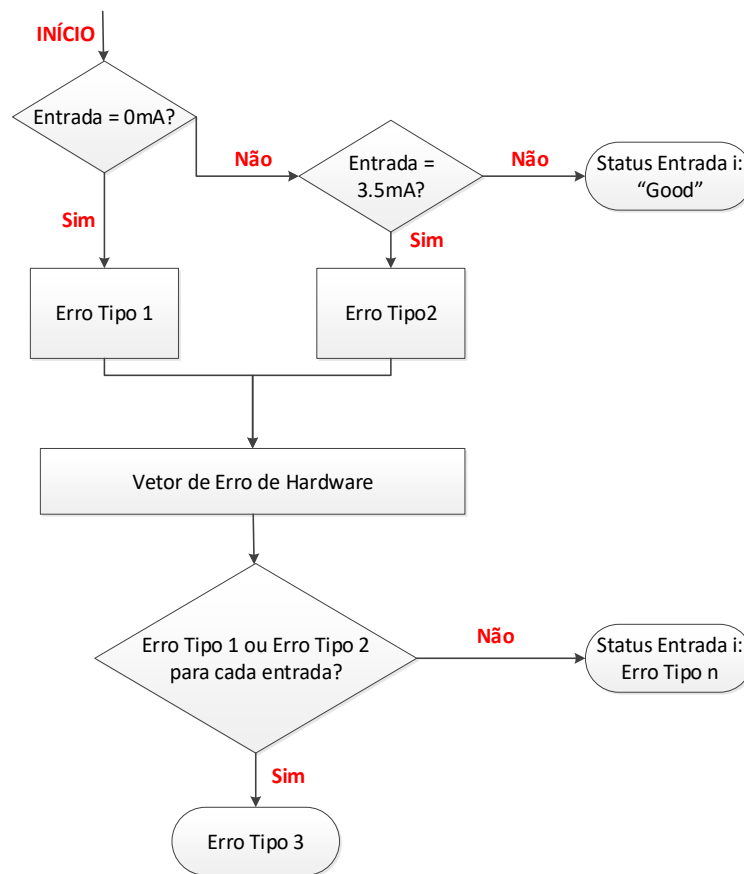 INÍCIO
Entrada = 0mA?
Não
Entrada =
3.5mA?
Não
Status Entrada i:
“Good”
Sim
Sim
Erro Tipo 1
Erro Tipo2
Vetor de Erro de Hardware
Erro Tipo 1 ou Erro Tipo 2
para cada entrada?
Não
Status Entrada i:
Erro Tipo n
Sim
Erro Tipo 3